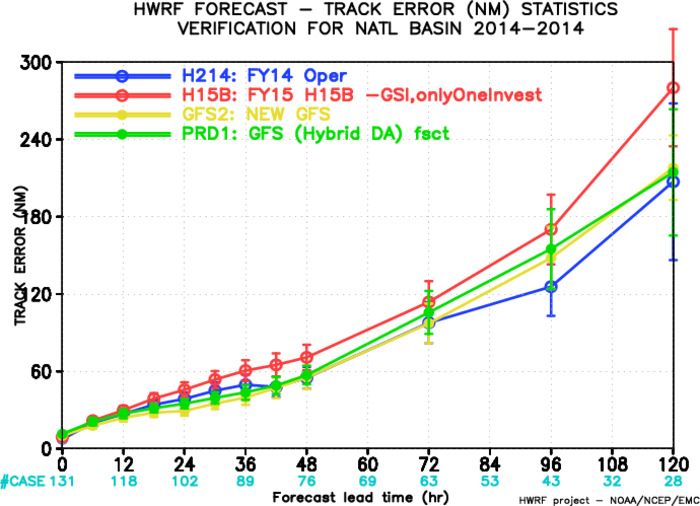 HWRF FORECAST – TRACK ERROR (NM) STATISTICS
VERIFICATION FOR NATL BASIN 2014–2014
H214: FY14 Oper
H15B: FY15 H15B –GSI,onlyOneInvest
GFS2: NEW GFS
PRD1: GFS (Hybrid DA) fsct
TRACK ERROR (NM)
300
240
180
120
60
0
0 12 24 36 48 60 72 84 96 108 120
#CASE 131 118 102 89 76 69 63 53 43 32 28
Forecast lead time (hr)
HWRF project – NOAA/NCEP/EMC